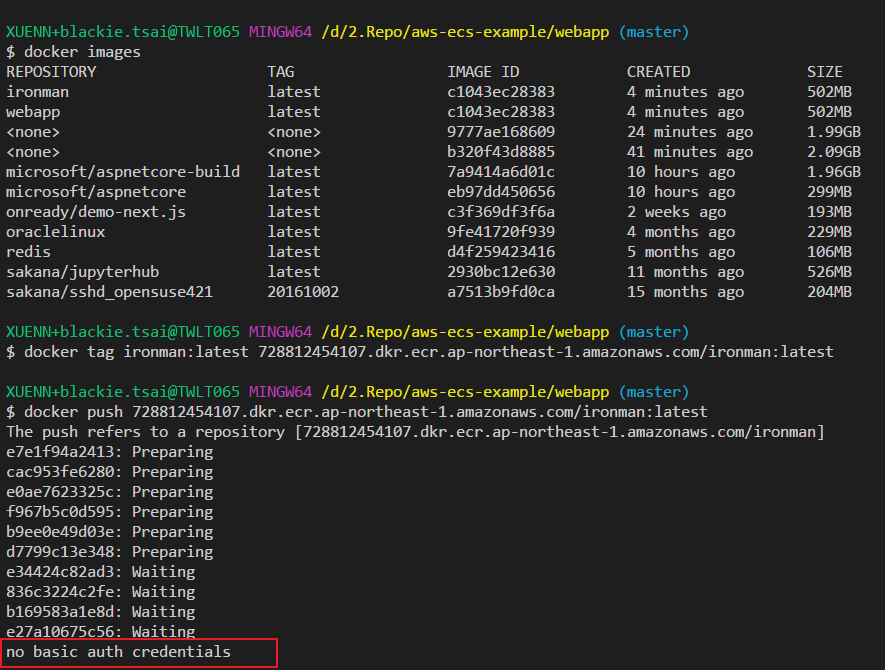 XUENN+blackie.tsai@TWLT065 MINGW64 /d/2.Repo/aws-ecs-example/webapp (master)
$ docker images
REPOSITORY TAG IMAGE ID CREATED SIZE
ironman latest c1043ec28383 4 minutes ago 502MB
webapp latest c1043ec28383 4 minutes ago 502MB
<none> <none> 9777ae168609 24 minutes ago 1.99GB
<none> <none> b320f43d8885 41 minutes ago 2.09GB
microsoft/aspnetcore-build latest 7a9414a6d01c 10 hours ago 1.96GB
microsoft/aspnetcore latest eb97dd450656 10 hours ago 299MB
onready/demo-next.js latest c3f369df3f6a 2 weeks ago 193MB
oraclelinux latest 9fe41720f939 4 months ago 229MB
redis latest d4f259423416 5 months ago 106MB
sakana/jupyterhub latest 2930bc12e630 11 months ago 526MB
sakana/sshd_opensuse421 20161002 a7513b9fd0ca 15 months ago 204MB
XUENN+blackie.tsai@TWLT065 MINGW64 /d/2.Repo/aws-ecs-example/webapp (master)
$ docker tag ironman:latest 728812454107.dkr.ecr.ap-northeast-1.amazonaws.com/ironman:latest
XUENN+blackie.tsai@TWLT065 MINGW64 /d/2.Repo/aws-ecs-example/webapp (master)
$ docker push 728812454107.dkr.ecr.ap-northeast-1.amazonaws.com/ironman:latest
The push refers to a repository [728812454107.dkr.ecr.ap-northeast-1.amazonaws.com/ironman]
e7e1f94a2413: Preparing
cac953fe6280: Preparing
e0ae7623325c: Preparing
f967b5c0d595: Preparing
b9ee0e49d03e: Preparing
d7799c13e348: Preparing
e34424c82ad3: Waiting
836c3224c2fe: Waiting
b169583a1e8d: Waiting
e27a10675c56: Waiting
no basic auth credentials